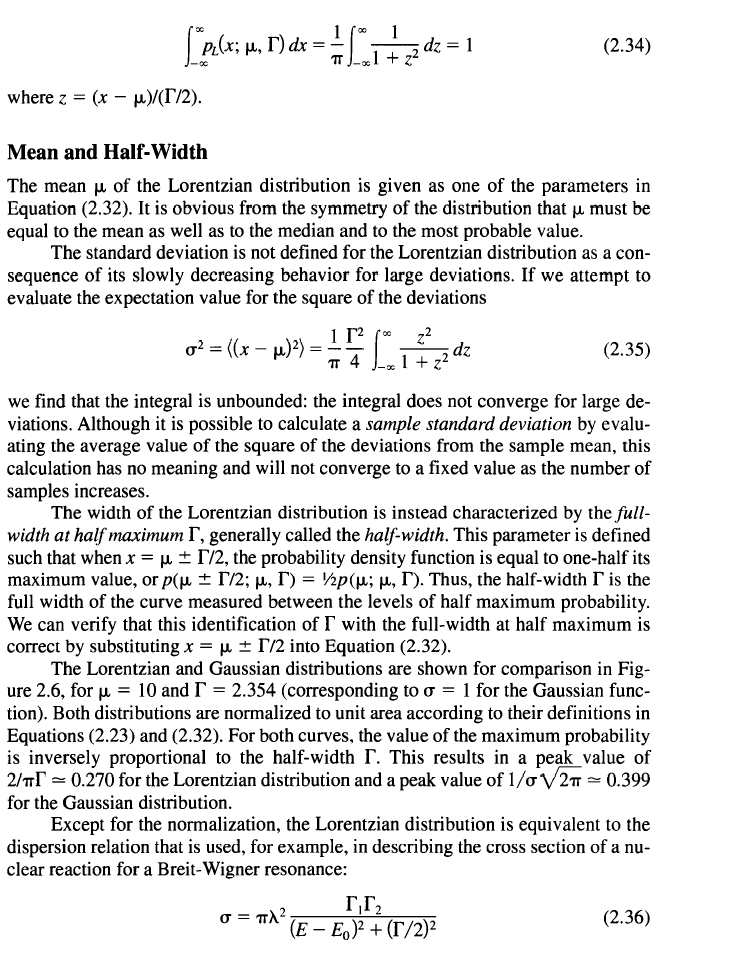 ∫_{-∞}^{∞} p_L(x; μ, Γ) dx = 1/π ∫_{-∞}^{∞} 1/(1 + z²) dz = 1 (2.34)
where z = (x − μ)/(Γ/2).
Mean and Half-Width
The mean μ of the Lorentzian distribution is given as one of the parameters in
Equation (2.32). It is obvious from the symmetry of the distribution that μ must be
equal to the mean as well as to the median and to the most probable value.
The standard deviation is not defined for the Lorentzian distribution as a con-
sequence of its slowly decreasing behavior for large deviations. If we attempt to
evaluate the expectation value for the square of the deviations
σ² = ⟨(x − μ)²⟩ = 1/π Γ²/4 ∫_{-∞}^{∞} z²/(1 + z²) dz (2.35)
we find that the integral is unbounded: the integral does not converge for large de-
viations. Although it is possible to calculate a sample standard deviation by evalu-
ating the average value of the square of the deviations from the sample mean, this
calculation has no meaning and will not converge to a fixed value as the number of
samples increases.
The width of the Lorentzian distribution is instead characterized by the full-
width at half maximum Γ, generally called the half-width. This parameter is defined
such that when x = μ ± Γ/2, the probability density function is equal to one-half its
maximum value, or p(μ ± Γ/2; μ, Γ) = ½p(μ; μ, Γ). Thus, the half-width Γ is the
full width of the curve measured between the levels of half maximum probability.
We can verify that this identification of Γ with the full-width at half maximum is
correct by substituting x = μ ± Γ/2 into Equation (2.32).
The Lorentzian and Gaussian distributions are shown for comparison in Fig-
ure 2.6, for μ = 10 and Γ = 2.354 (corresponding to σ = 1 for the Gaussian func-
tion). Both distributions are normalized to unit area according to their definitions in
Equations (2.23) and (2.32). For both curves, the value of the maximum probability
is inversely proportional to the half-width Γ. This results in a peak value of
2/πΓ ≃ 0.270 for the Lorentzian distribution and a peak value of 1/σ√2π ≃ 0.399
for the Gaussian distribution.
Except for the normalization, the Lorentzian distribution is equivalent to the
dispersion relation that is used, for example, in describing the cross section of a nu-
clear reaction for a Breit-Wigner resonance:
σ = πλ² Γ₁Γ₂/((E − E₀)² + (Γ/2)²) (2.36)